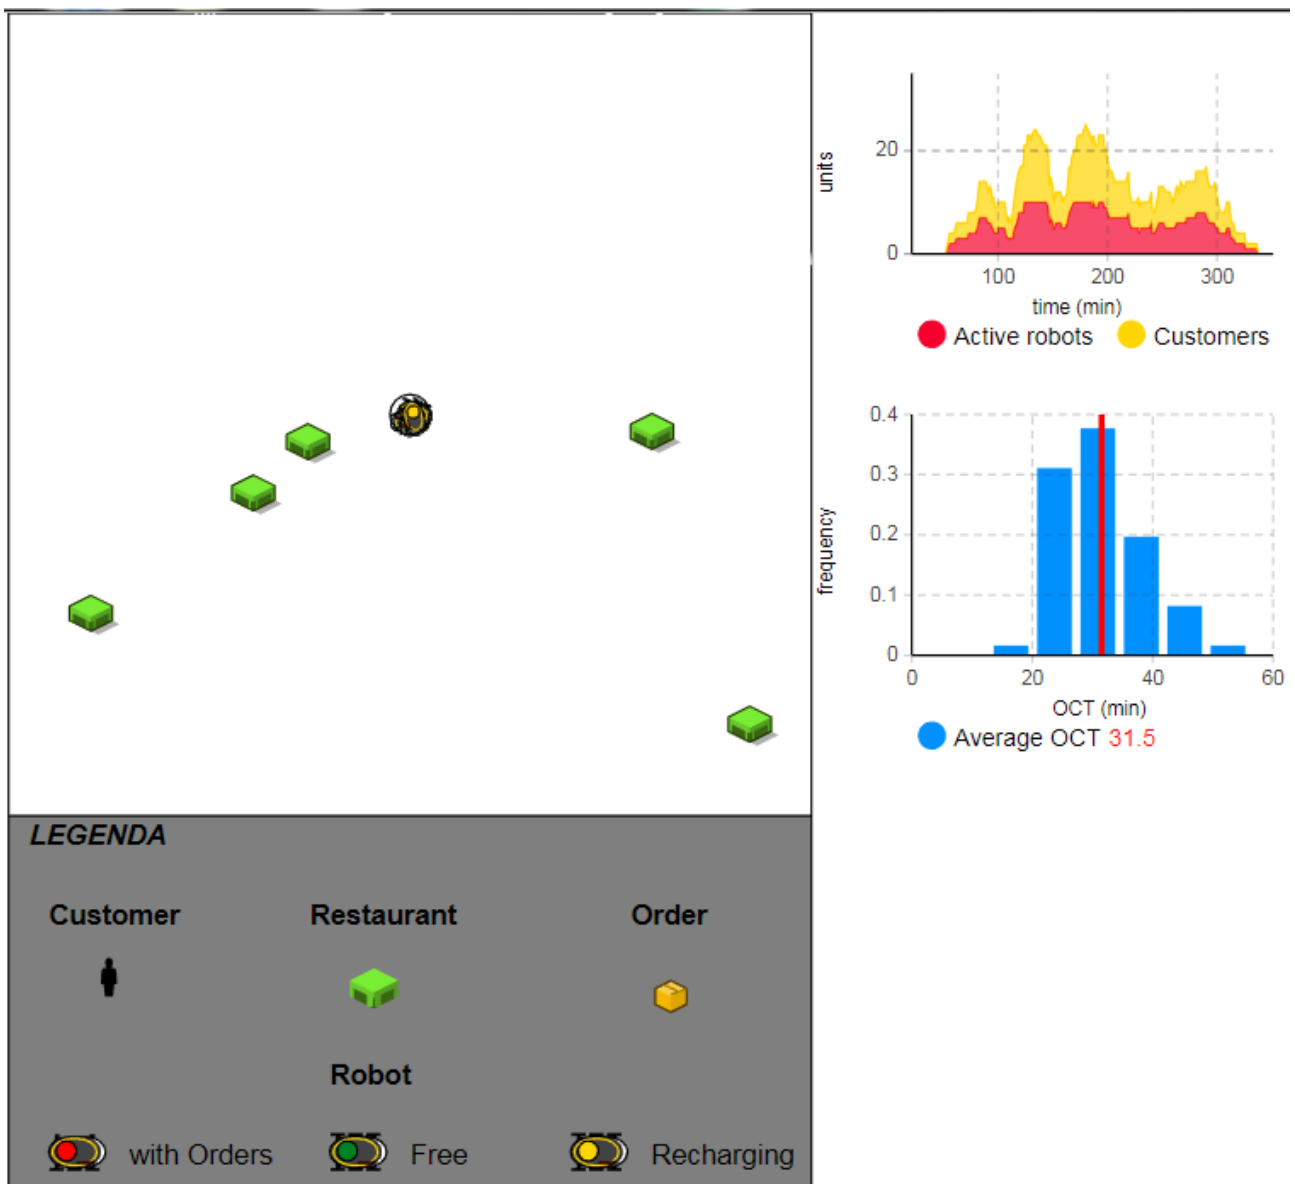 units
20
0
100 200 300
time (min)
Active robots Customers
frequency
0.4
0.3
0.2
0.1
0
0 20 40 60
OCT (min)
Average OCT 31.5
LEGENDA
Customer Restaurant Order
Robot
with Orders Free Recharging